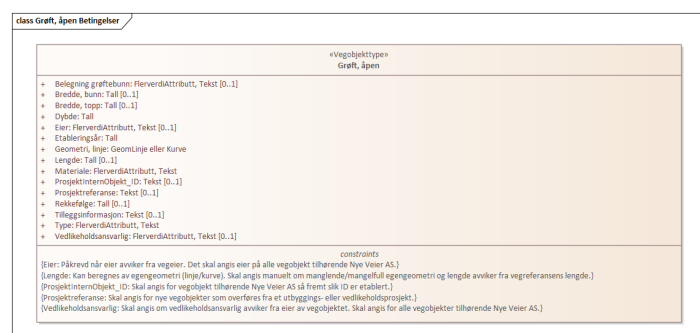 class Grøft, åpen Betingelser
«Vegobjekttype»
Grøft, åpen
+ Belegning grøftebunn: FlerverdiAttributt, Tekst [0..1]
+ Bredde, bunn: Tall [0..1]
+ Bredde, topp: Tall [0..1]
+ Dybde: Tall
+ Eier: FlerverdiAttributt, Tekst [0..1]
+ Etableringsår: Tall
+ Geometri, linje: GeomLinje eller Kurve
+ Lengde: Tall [0..1]
+ Materiale: FlerverdiAttributt, Tekst
+ ProsjektInternObjekt_ID: Tekst [0..1]
+ Prosjektreferanse: Tekst [0..1]
+ Rekkefølge: Tall [0..1]
+ Tilleggsinformasjon: Tekst [0..1]
+ Type: FlerverdiAttributt, Tekst
+ Vedlikeholdsansvarlig: FlerverdiAttributt, Tekst [0..1]
constraints
{Eier: Påkrevd når eier avviker fra vegeier. Det skal angis eier på alle vegobjekt tilhørende Nye Veier AS.}
{Lengde: Kan beregnes av egengeometri (linje/kurve). Skal angis manuelt om manglende/mangelfull egengeometri og lengde avviker fra vegreferansens lengde.}
{ProsjektInternObjekt_ID: Skal angis for vegobjekt tilhørende Nye Veier AS så fremt slik ID er etablert.}
{Prosjektreferanse: Skal angis for nye vegobjekter som overføres fra et utbyggings- eller vedlikeholdsprosjekt.}
{Vedlikeholdsansvarlig: Skal angis om vedlikeholdsansvarlig avviker fra eier av vegobjektet. Skal angis for alle vegobjekter tilhørende Nye Veier AS.}